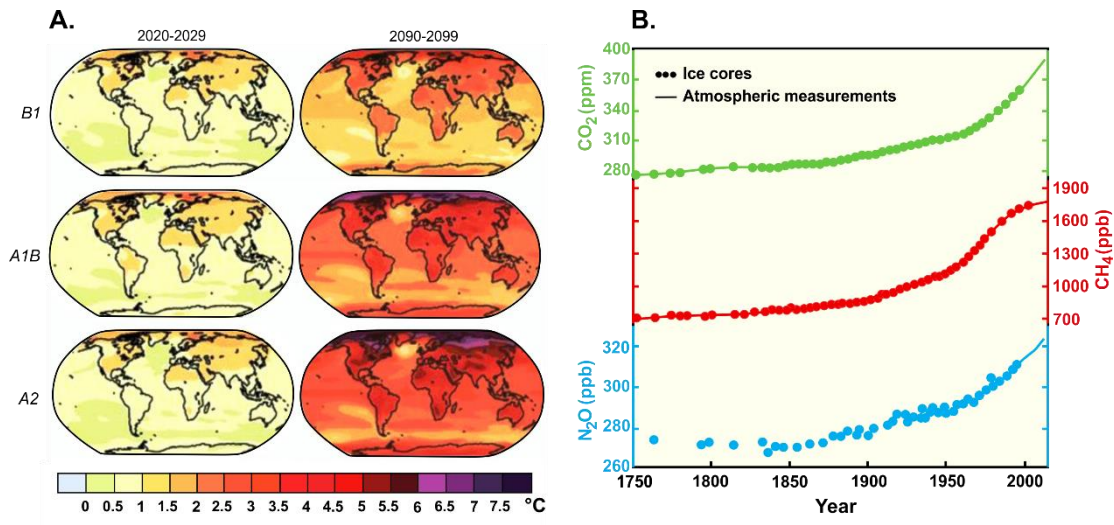 A.
2020-2029 2090-2099
B1
A1B
A2
0 0.5 1 1.5 2 2.5 3 3.5 4 4.5 5 5.5 6 6.5 7 7.5 °C
B.
400
370
340
310
280
CO2 (ppm)
Ice cores
Atmospheric measurements
1900
1600
1300
1000
700
CH4 (ppb)
320
300
280
260
N2O (ppb)
1750 1800 1850 1900 1950 2000
Year